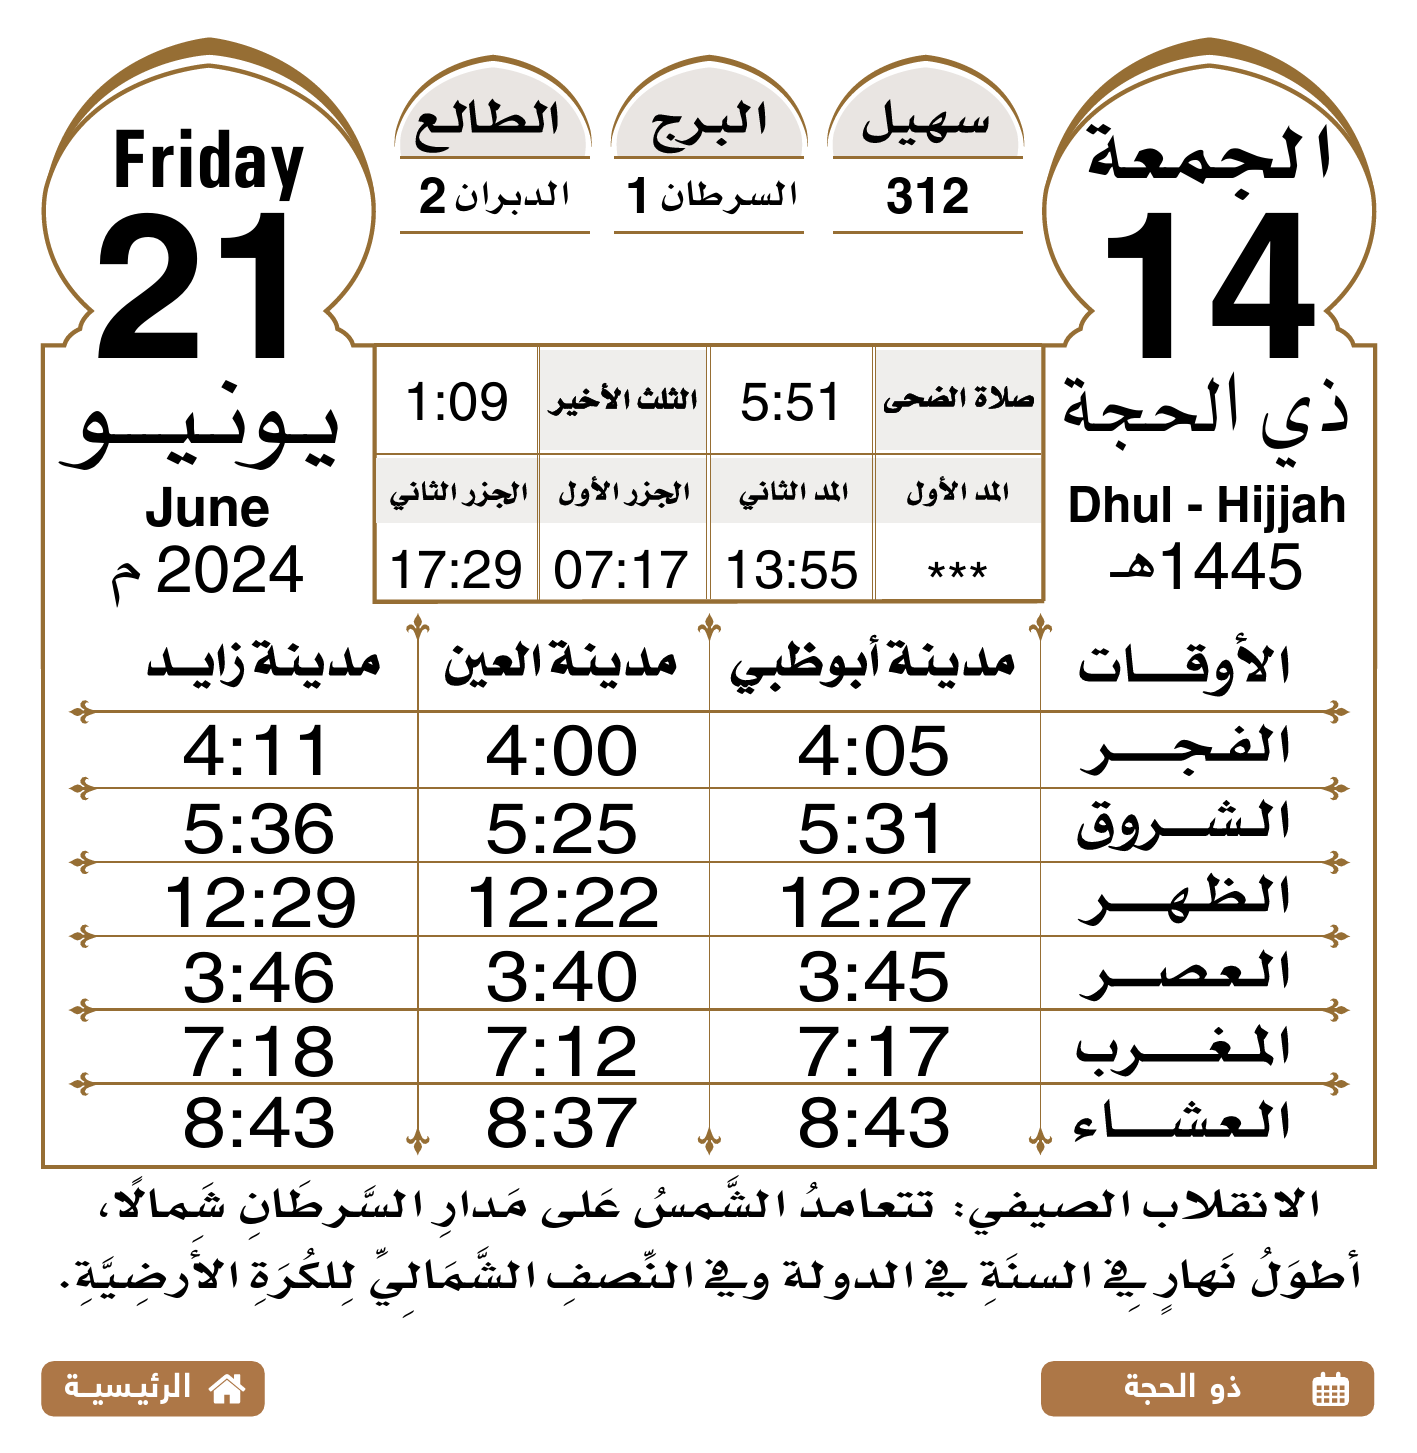 الجمعة
14
ذي الحجة
Dhul - Hijjah
1445هـ
سهيل
312
البرج
السرطان 1
الطالع
الدبران 2
Friday
21
يونيو
June
2024 م
صلاة الضحى 5:51 الثلث الأخير 1:09
المد الأول المد الثاني الجزر الأول الجزر الثاني
*** 13:55 07:17 17:29
الأوقات مدينة أبوظبي مدينة العين مدينة زايد
الفجر 4:05 4:00 4:11
الشروق 5:31 5:25 5:36
الظهر 12:27 12:22 12:29
العصر 3:45 3:40 3:46
المغرب 7:17 7:12 7:18
العشاء 8:43 8:37 8:43
الانقلاب الصيفي: تتعامدُ الشَّمسُ عَلى مَدارِ السَّرطَانِ شَمِالًا،
أطوَلُ نَهارٍ فِي السنَةِ في الدولة وفي النِّصفِ الشَّمَالِيِّ لِلكُرَةِ الأَرضِيَّةِ.
ذو الحجة
الرئيسية